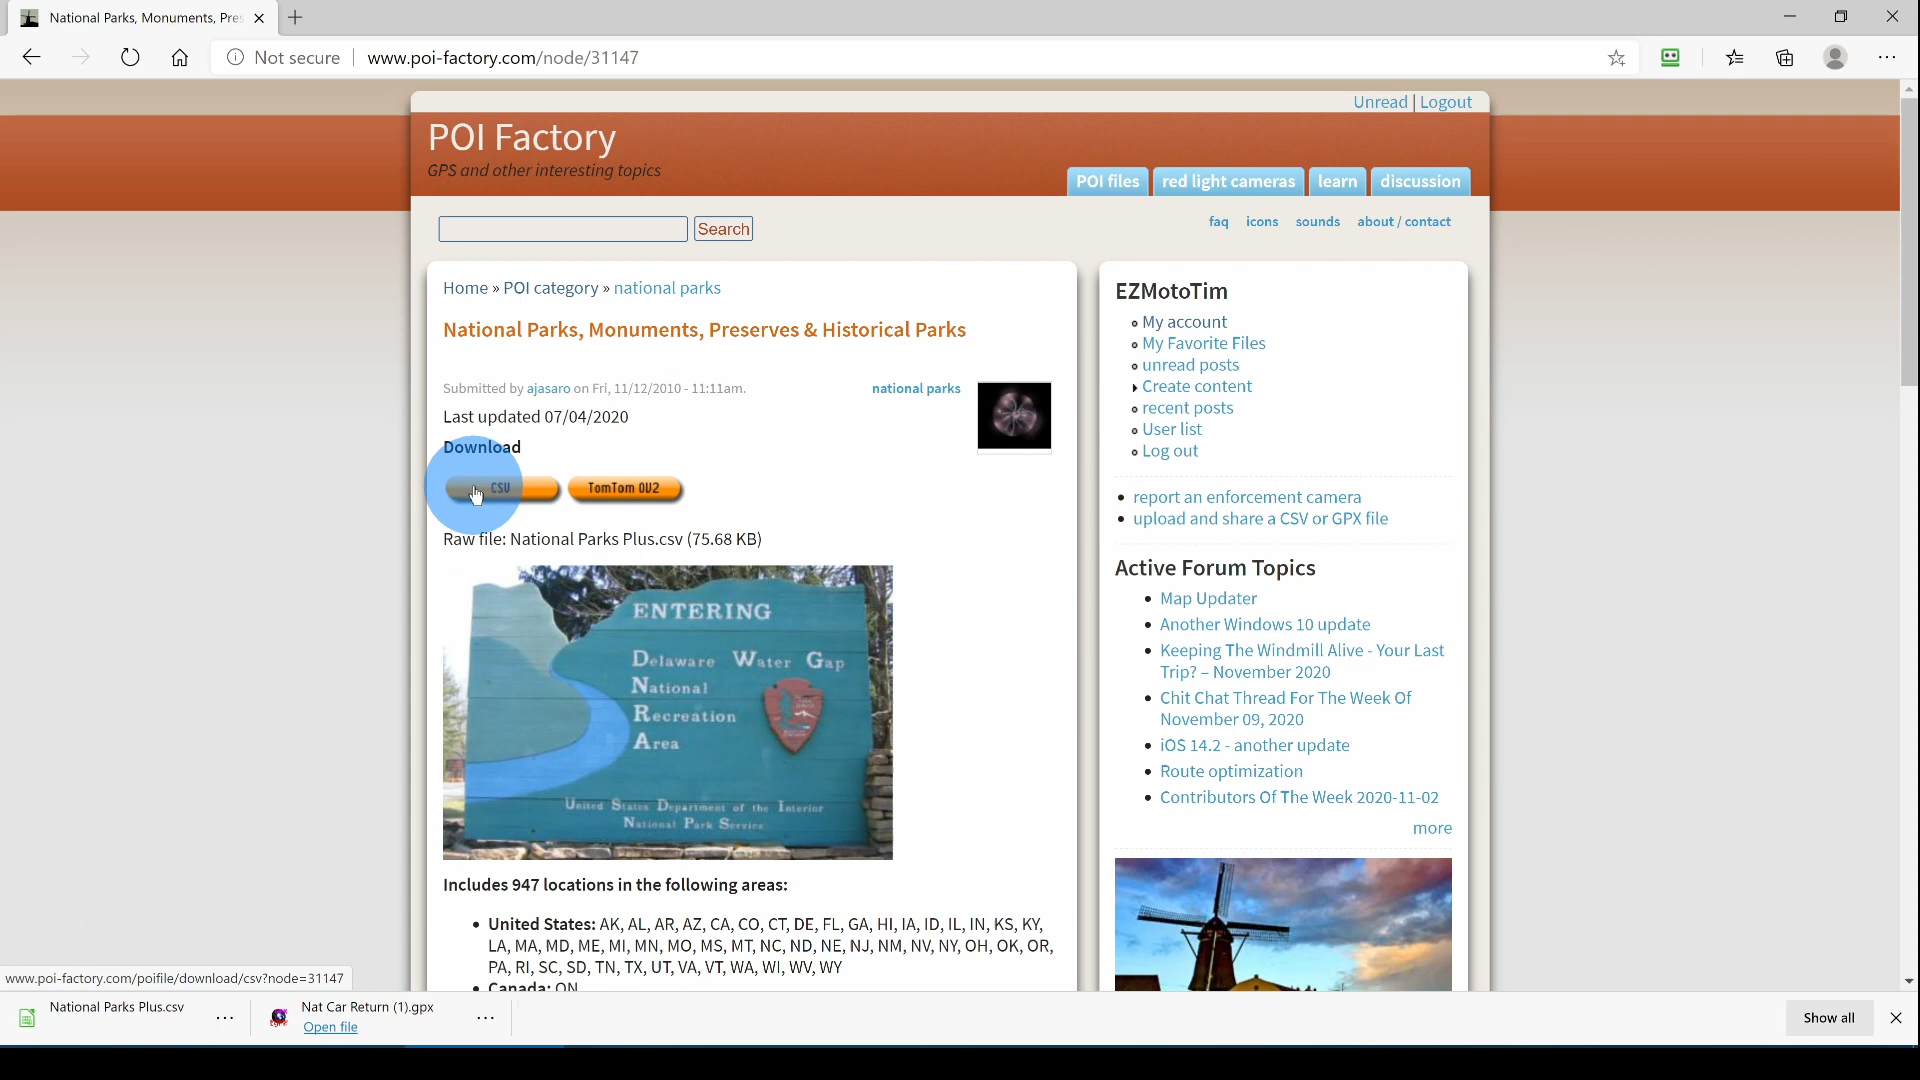 National Parks, Monuments, Pres
Not secure
www.poi-factory.com/node/31147
Unread | Logout
POI Factory
GPS and other interesting topics
POI files
red light cameras
learn
discussion
Search
faq
icons
sounds
about / contact
Home » POI category » national parks
National Parks, Monuments, Preserves & Historical Parks
Submitted by ajasaro on Fri, 11/12/2010 - 11:11am.
national parks
Last updated 07/04/2020
Download
CSV
TomTom OV2
Raw file: National Parks Plus.csv (75.68 KB)
ENTERING
Delaware Water Gap
National
Recreation
Area
United States Department of the Interior
National Park Service
Includes 947 locations in the following areas:
United States: AK, AL, AR, AZ, CA, CO, CT, DE, FL, GA, HI, IA, ID, IL, IN, KS, KY,
LA, MA, MD, ME, MI, MN, MO, MS, MT, NC, ND, NE, NJ, NM, NV, NY, OH, OK, OR,
PA, RI, SC, SD, TN, TX, UT, VA, VT, WA, WI, WV, WY
Canada: ON
EZMotoTim
My account
My Favorite Files
unread posts
Create content
recent posts
User list
Log out
report an enforcement camera
upload and share a CSV or GPX file
Active Forum Topics
Map Updater
Another Windows 10 update
Keeping The Windmill Alive - Your Last
Trip? – November 2020
Chit Chat Thread For The Week Of
November 09, 2020
iOS 14.2 - another update
Route optimization
Contributors Of The Week 2020-11-02
more
www.poi-factory.com/poifile/download/csv?node=31147
National Parks Plus.csv
Nat Car Return (1).gpx
Open file
Show all